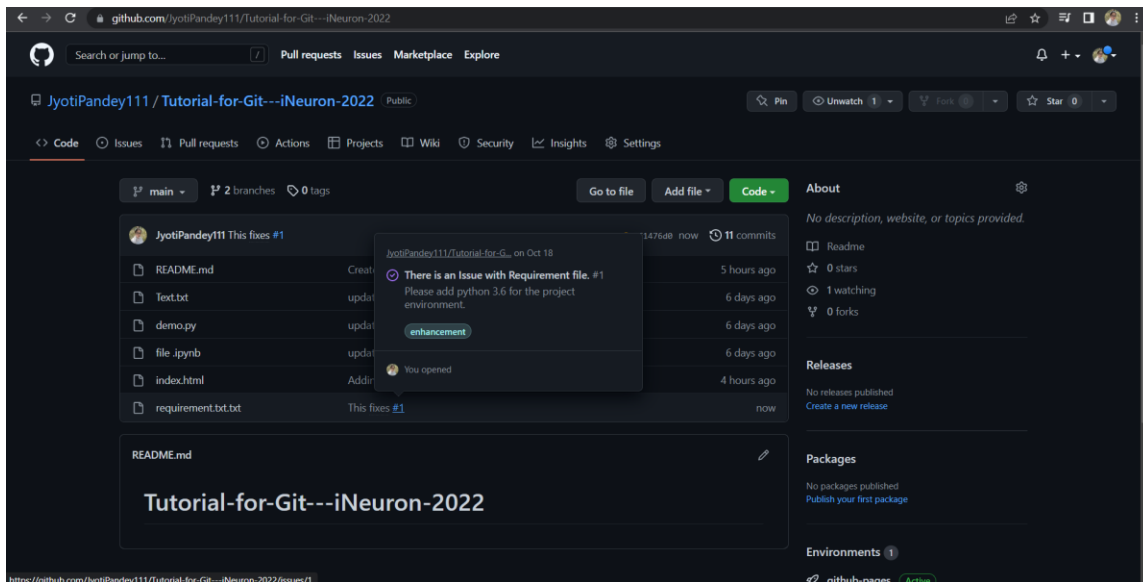 github.com/JyotiPandey111/Tutorial-for-Git---iNeuron-2022
Search or jump to... / Pull requests Issues Marketplace Explore
JyotiPandey111 / Tutorial-for-Git---iNeuron-2022 Public
Pin Unwatch 1 Fork 0 Star 0
Code Issues Pull requests Actions Projects Wiki Security Insights Settings
main 2 branches 0 tags Go to file Add file Code
JyotiPandey111 This fixes #1 1476d0 now 11 commits
JyotiPandey111/Tutorial-for-G... on Oct 18
There is an Issue with Requirement file. #1
Please add python 3.6 for the project
environment.
enhancement
You opened
README.md Creat 5 hours ago
Text.txt updat 6 days ago
demo.py updat 6 days ago
file .ipynb updat 6 days ago
index.html Addin 4 hours ago
requirement.txt.txt This fixes #1 now
README.md
Tutorial-for-Git---iNeuron-2022
About
No description, website, or topics provided.
Readme
0 stars
1 watching
0 forks
Releases
No releases published
Create a new release
Packages
No packages published
Publish your first package
Environments 1
github-pages Active
https://github.com/JyotiPandey111/Tutorial-for-Git---iNeuron-2022/issues/1